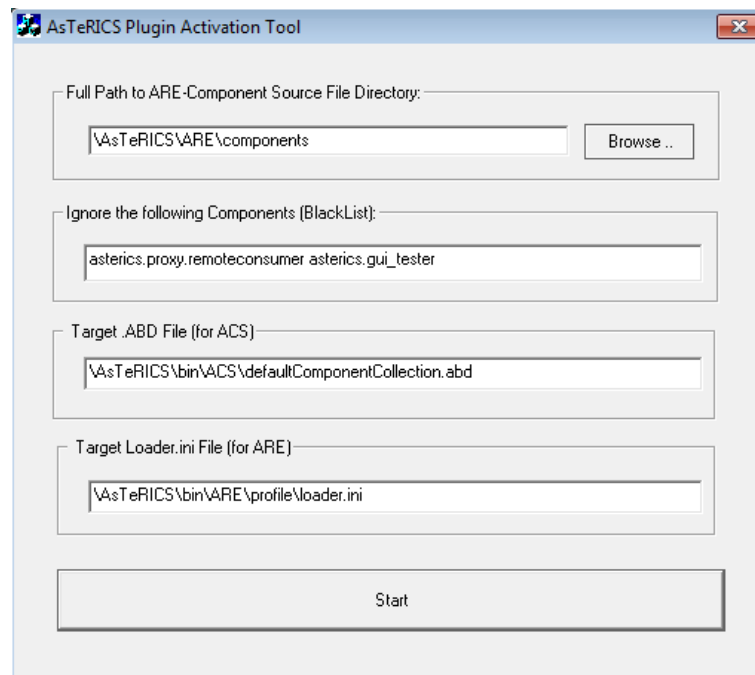 AsTeRICS Plugin Activation Tool
Full Path to ARE-Component Source File Directory:
\AsTeRICS\ARE\components
Browse ..
Ignore the following Components (BlackList):
asterics.proxy.remoteconsumer asterics.gui_tester
Target .ABD File (for ACS)
\AsTeRICS\bin\ACS\defaultComponentCollection.abd
Target Loader.ini File (for ARE)
\AsTeRICS\bin\ARE\profile\loader.ini
Start